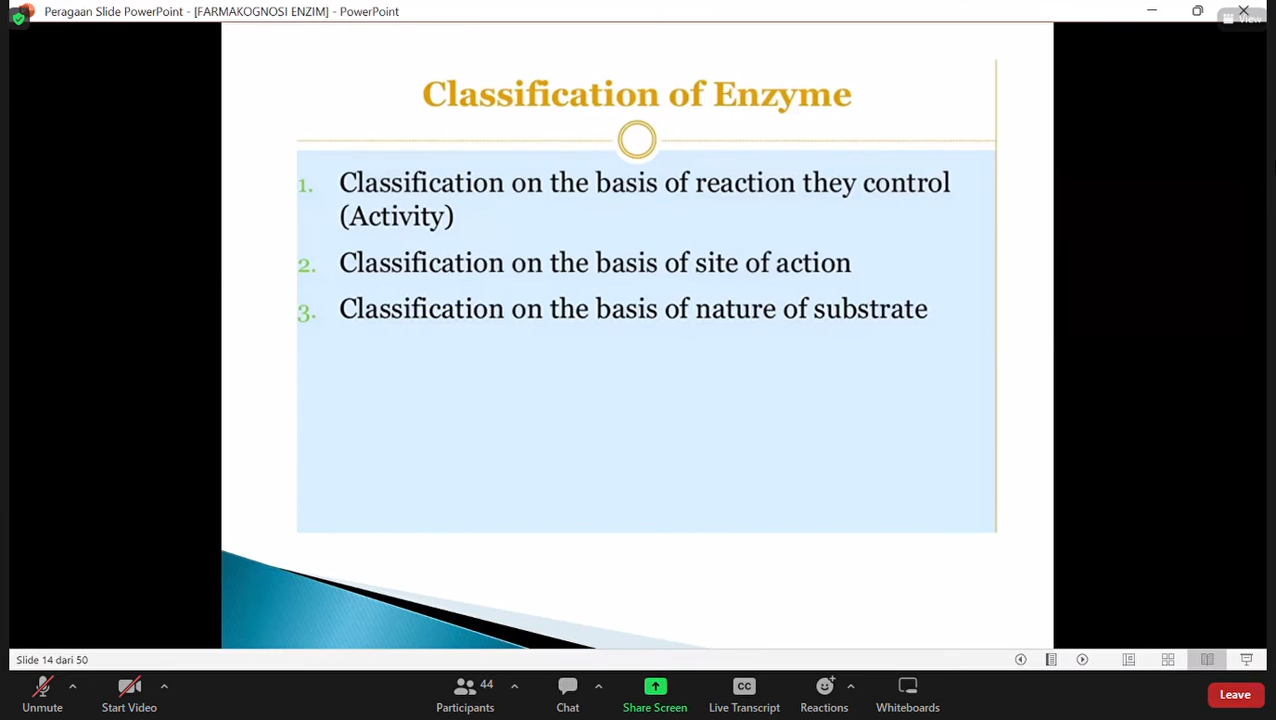 Peragaan Slide PowerPoint - [FARMAKOGNOSI ENZIM] - PowerPoint
View
Classification of Enzyme
1. Classification on the basis of reaction they control
(Activity)
2. Classification on the basis of site of action
3. Classification on the basis of nature of substrate
Slide 14 dari 50
44
CC
Unmute
Start Video
Participants
Chat
Share Screen
Live Transcript
Reactions
Whiteboards
Leave